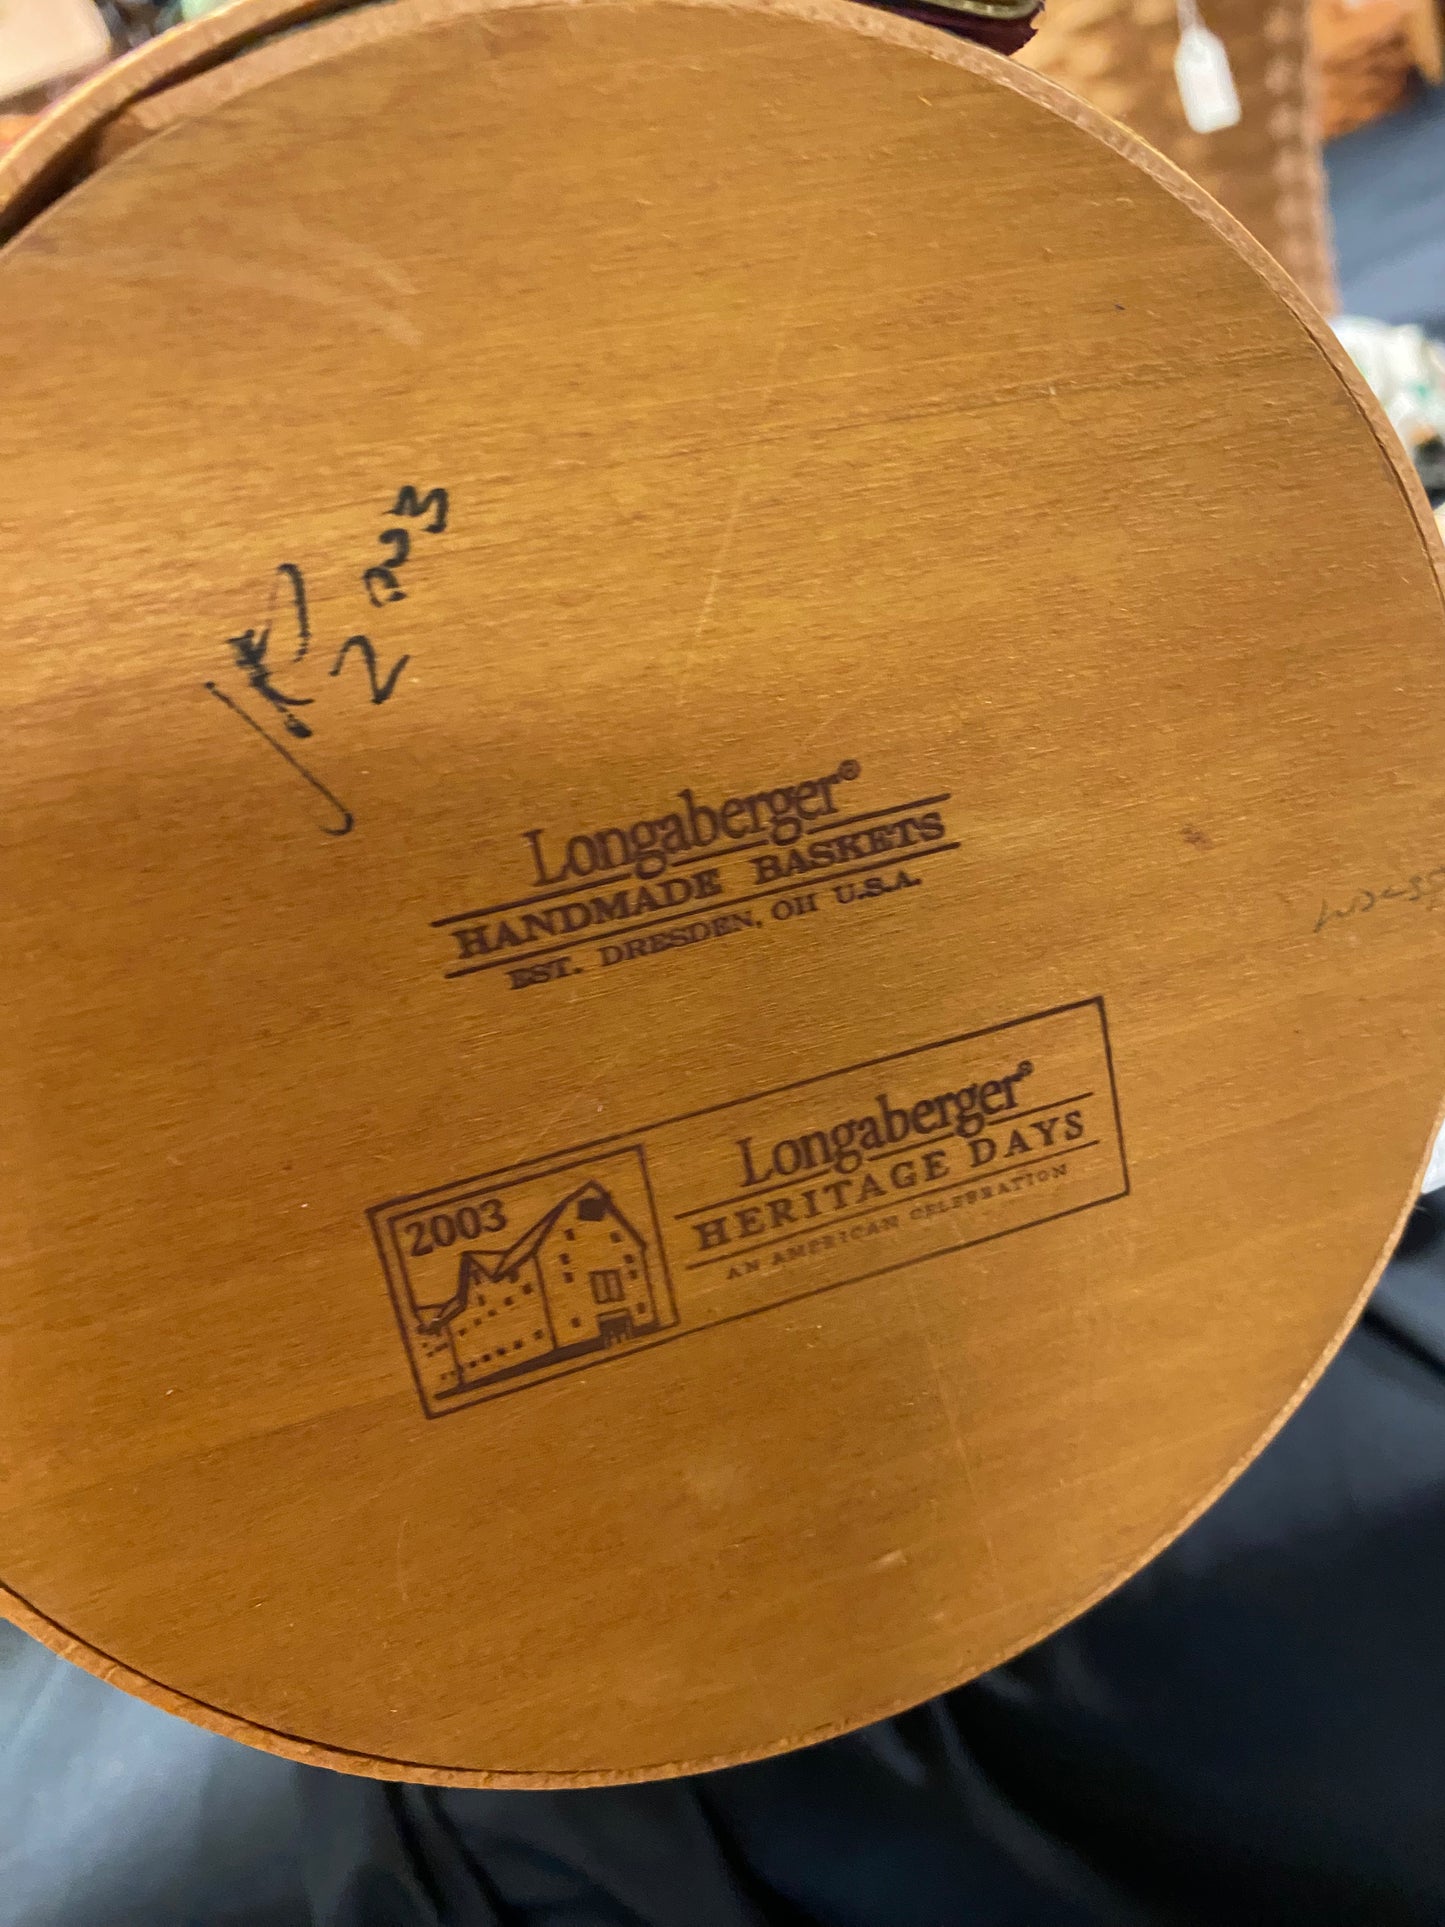 2003
Longaberger®
HANDMADE BASKETS
EST. DRESDEN, OH U.S.A.
2003
Longaberger®
HERITAGE DAYS
AN AMERICAN CELEBRATION